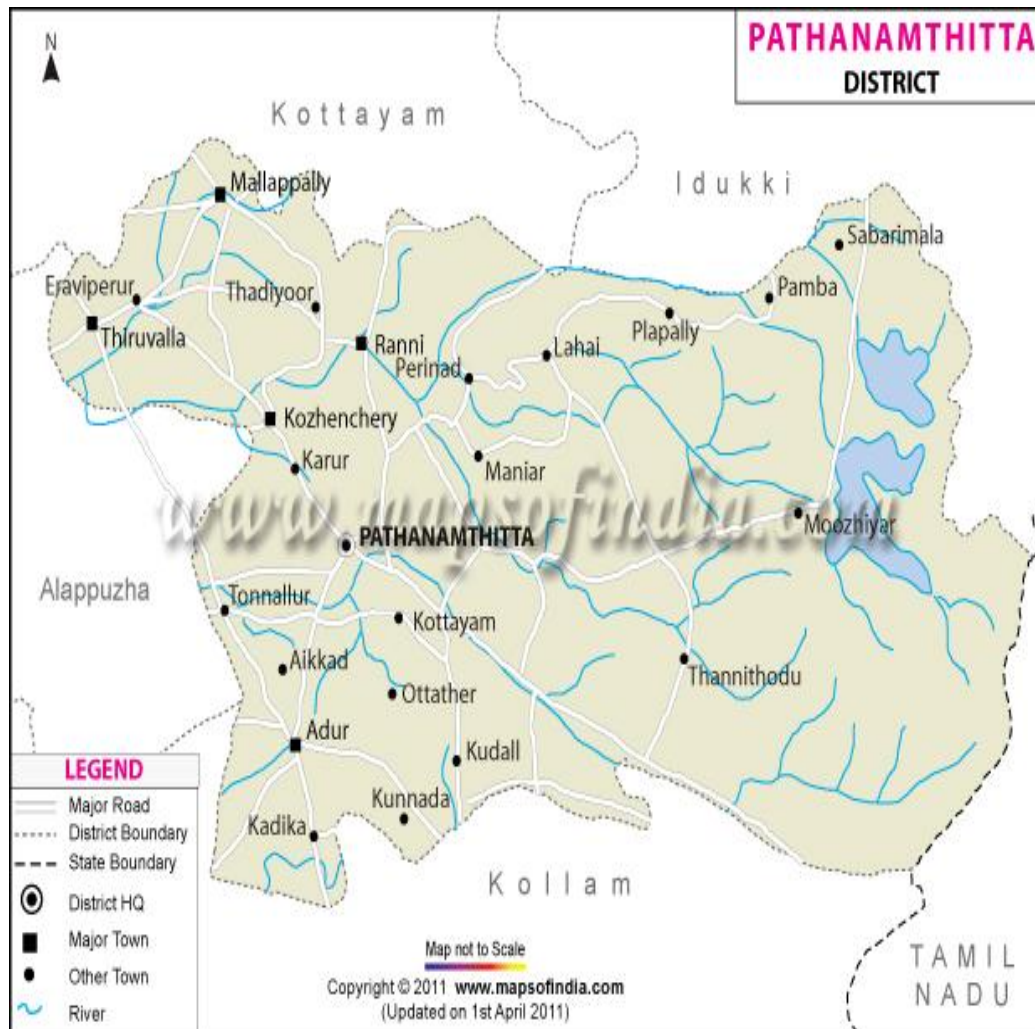 PATHANAMTHITTA
DISTRICT
N
Kottayam
Idukki
Mallappally
Sabarimala
Eraviperur
Thadiyoor
Pamba
Thiruvalla
Plapally
Ranni
Lahai
Perinad
Kozhenchery
Karur
Maniar
www.mapsofindia.com
Moozhiyar
PATHANAMTHITTA
Alappuzha
Tonnallur
Kottayam
Aikkad
Thannithodu
Ottather
Adur
Kudall
Kunnada
Kadika
Kollam
TAMIL
NADU
LEGEND
Major Road
District Boundary
State Boundary
District HQ
Major Town
Other Town
River
Map not to Scale
Copyright © 2011 www.mapsofindia.com
(Updated on 1st April 2011)